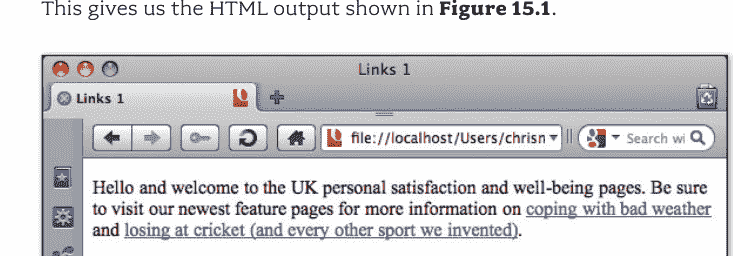 This gives us the HTML output shown in Figure 15.1.
Links 1
Links 1
file://localhost/Users/chrisn
Search wi
Hello and welcome to the UK personal satisfaction and well-being pages. Be sure
to visit our newest feature pages for more information on coping with bad weather
and losing at cricket (and every other sport we invented).